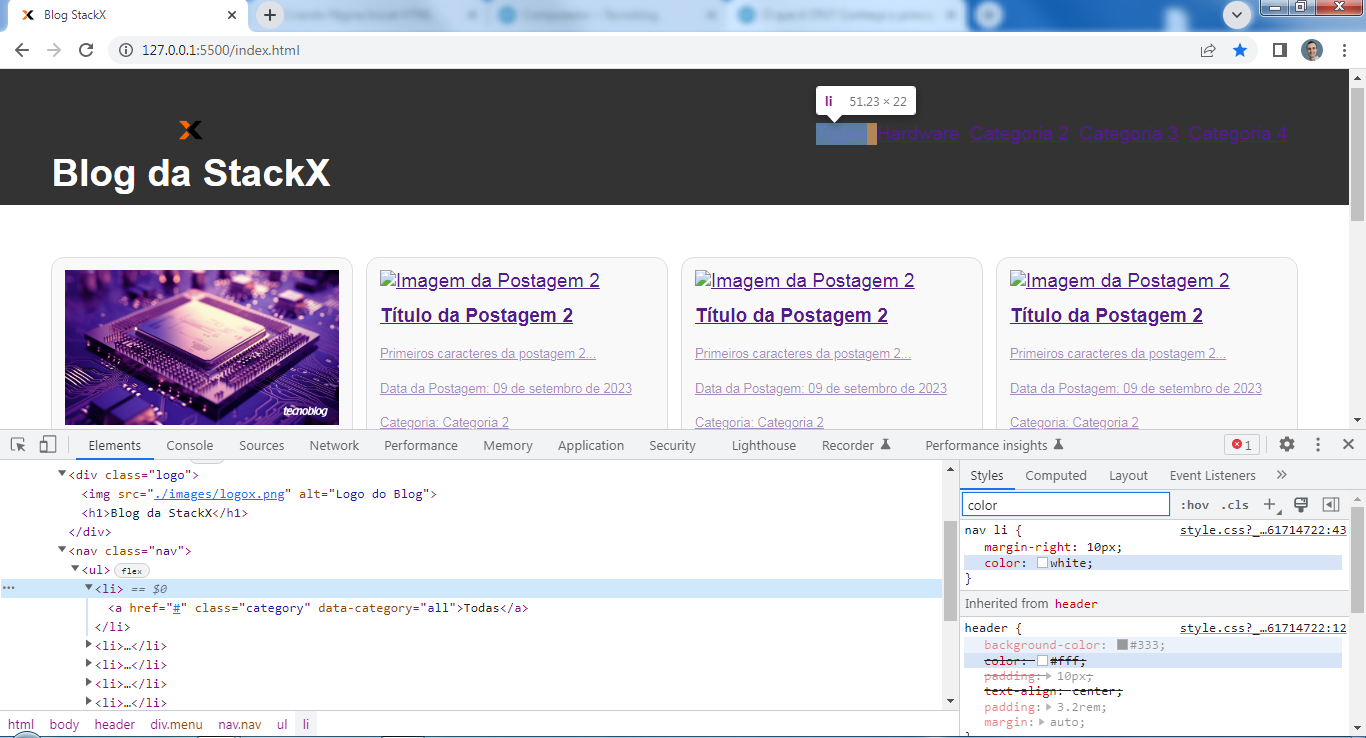 Blog StackX
127.0.0.1:5500/index.html
li 51.23 × 22
Hardware Categoria 2 Categoria 3 Categoria 4
Blog da StackX
tecnoblog
Imagem da Postagem 2
Título da Postagem 2
Primeiros caracteres da postagem 2...
Data da Postagem: 09 de setembro de 2023
Categoria: Categoria 2
Imagem da Postagem 2
Título da Postagem 2
Primeiros caracteres da postagem 2...
Data da Postagem: 09 de setembro de 2023
Categoria: Categoria 2
Imagem da Postagem 2
Título da Postagem 2
Primeiros caracteres da postagem 2...
Data da Postagem: 09 de setembro de 2023
Categoria: Categoria 2
Elements Console Sources Network Performance Memory Application Security Lighthouse Recorder Performance insights 1
<div class="logo">
<img src="./images/logox.png" alt="Logo do Blog">
<h1>Blog da StackX</h1>
</div>
<nav class="nav">
<ul> flex
<li> == $0
<a href="#" class="category" data-category="all">Todas</a>
</li>
<li>…</li>
<li>…</li>
<li>…</li>
<li>…</li>
html body header div.menu nav.nav ul li
Styles Computed Layout Event Listeners »
color :hov .cls
nav li { style.css?_…61714722:43
margin-right: 10px;
color: white;
}
Inherited from header
header { style.css?_…61714722:12
background-color: #333;
color: #fff;
padding: 10px;
text-align: center;
padding: 3.2rem;
margin: auto;
}